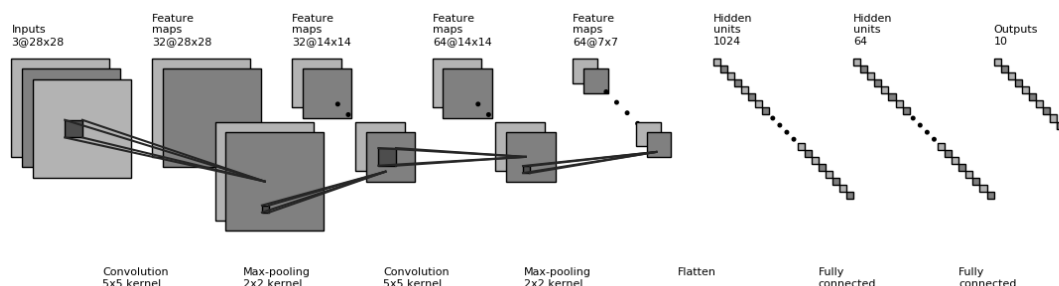 Inputs
3@28x28
Feature
maps
32@28x28
Feature
maps
32@14x14
Feature
maps
64@14x14
Feature
maps
64@7x7
Hidden
units
1024
Hidden
units
64
Outputs
10
Convolution
5x5 kernel
Max-pooling
2x2 kernel
Convolution
5x5 kernel
Max-pooling
2x2 kernel
Flatten
Fully
connected
Fully
connected